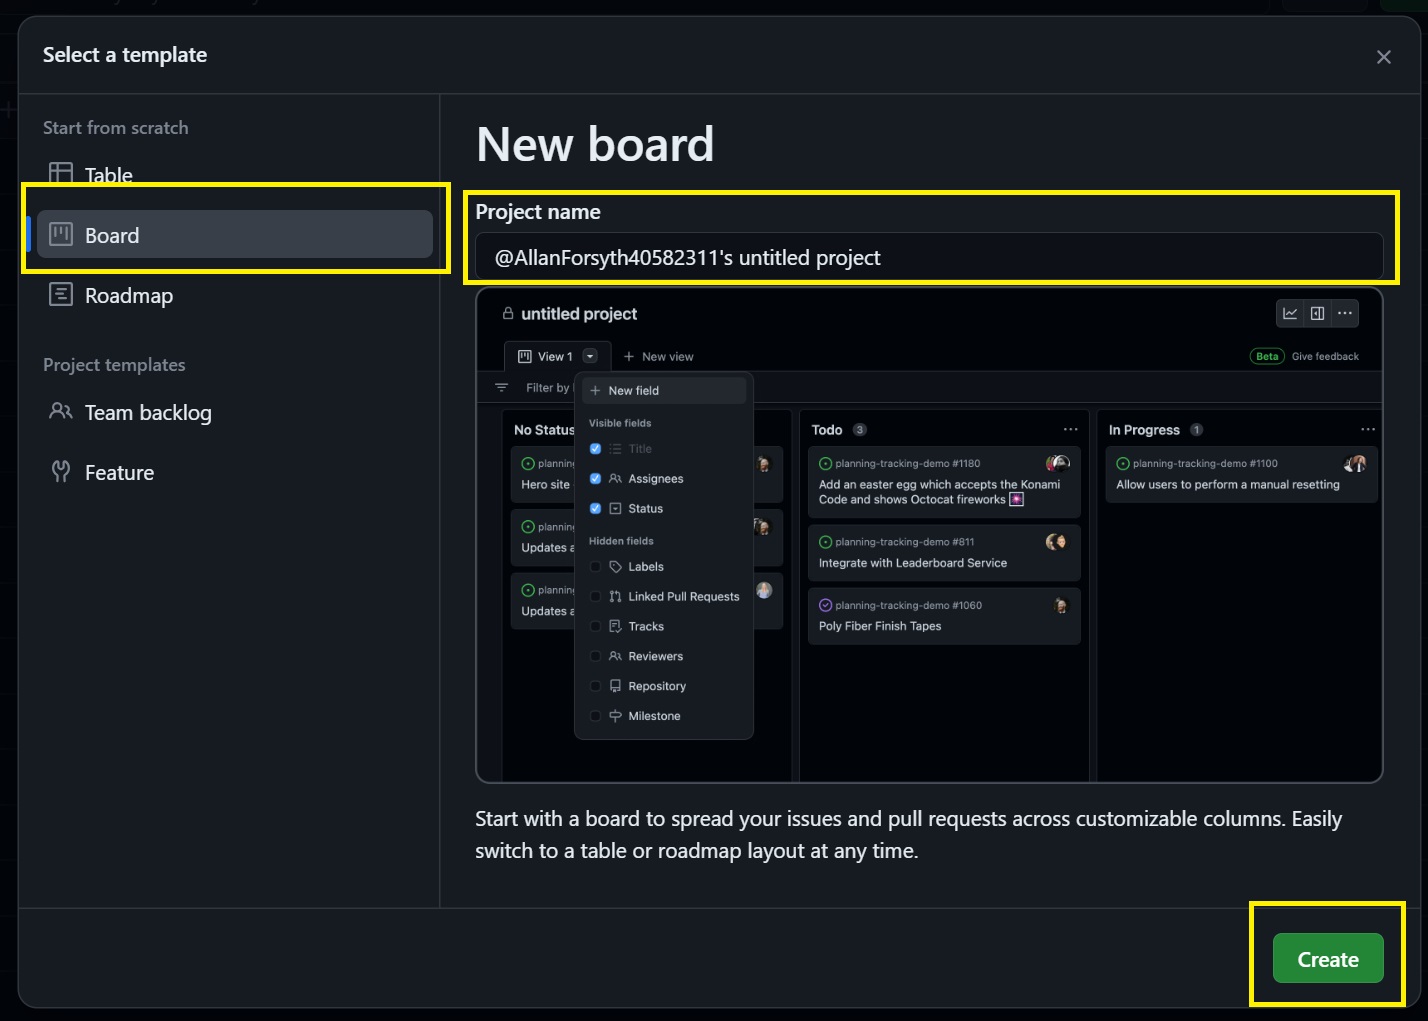 Select a template
Start from scratch
Table
Board
Roadmap
Project templates
Team backlog
Feature
New board
Project name
@AllanForsyth40582311's untitled project
untitled project
View 1
New view
Beta Give feedback
Filter by
New field
Visible fields
Title
Assignees
Status
Hidden fields
Labels
Linked Pull Requests
Tracks
Reviewers
Repository
Milestone
No Status
plannin
Hero site
plannin
Updates a
plannin
Updates a
Todo 3
planning-tracking-demo #1180
Add an easter egg which accepts the Konami
Code and shows Octocat fireworks
planning-tracking-demo #811
Integrate with Leaderboard Service
planning-tracking-demo #1060
Poly Fiber Finish Tapes
In Progress 1
planning-tracking-demo #1100
Allow users to perform a manual resetting
Start with a board to spread your issues and pull requests across customizable columns. Easily
switch to a table or roadmap layout at any time.
Create